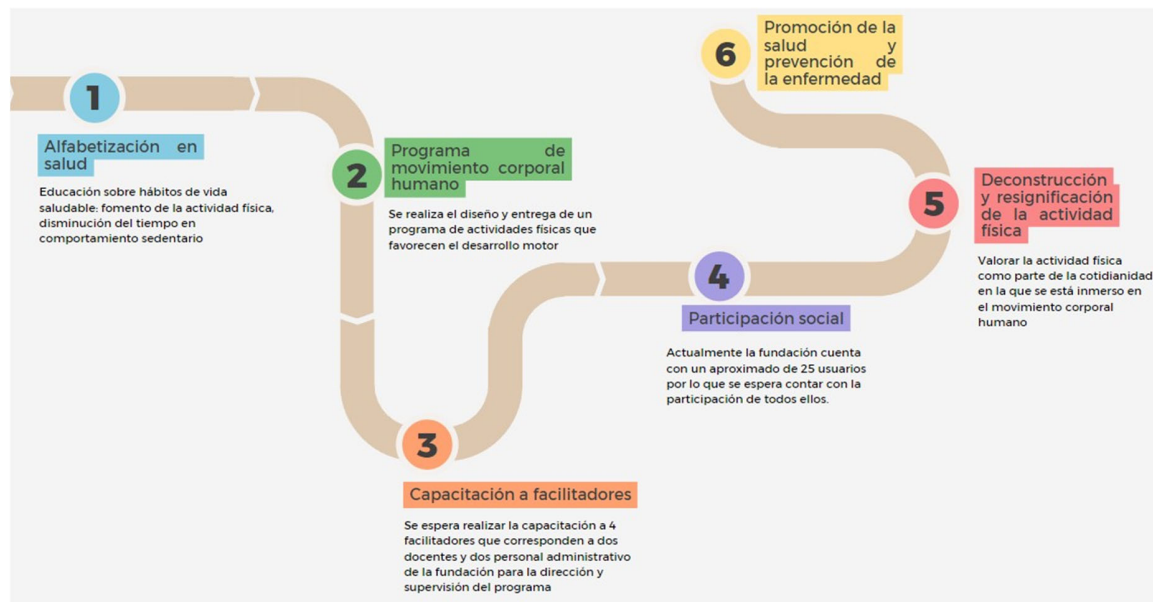 1
Alfabetización en
salud
Educación sobre hábitos de vida
saludable: fomento de la actividad física,
disminución del tiempo en
comportamiento sedentario
2
Programa de
movimiento corporal
humano
Se realiza el diseño y entrega de un
programa de actividades físicas que
favorecen el desarrollo motor
3
Capacitación a facilitadores
Se espera realizar la capacitación a 4
facilitadores que corresponden a dos
docentes y dos personal administrativo
de la fundación para la dirección y
supervisión del programa
4
Participación social
Actualmente la fundación cuenta
con un aproximado de 25 usuarios
por lo que se espera contar con la
participación de todos ellos.
5
Deconstrucción
y resignificación
de la actividad
física
Valorar la actividad física
como parte de la cotidianidad
en la que se está inmerso en
el movimiento corporal
humano
6
Promoción de la
salud y
prevención de
la enfermedad